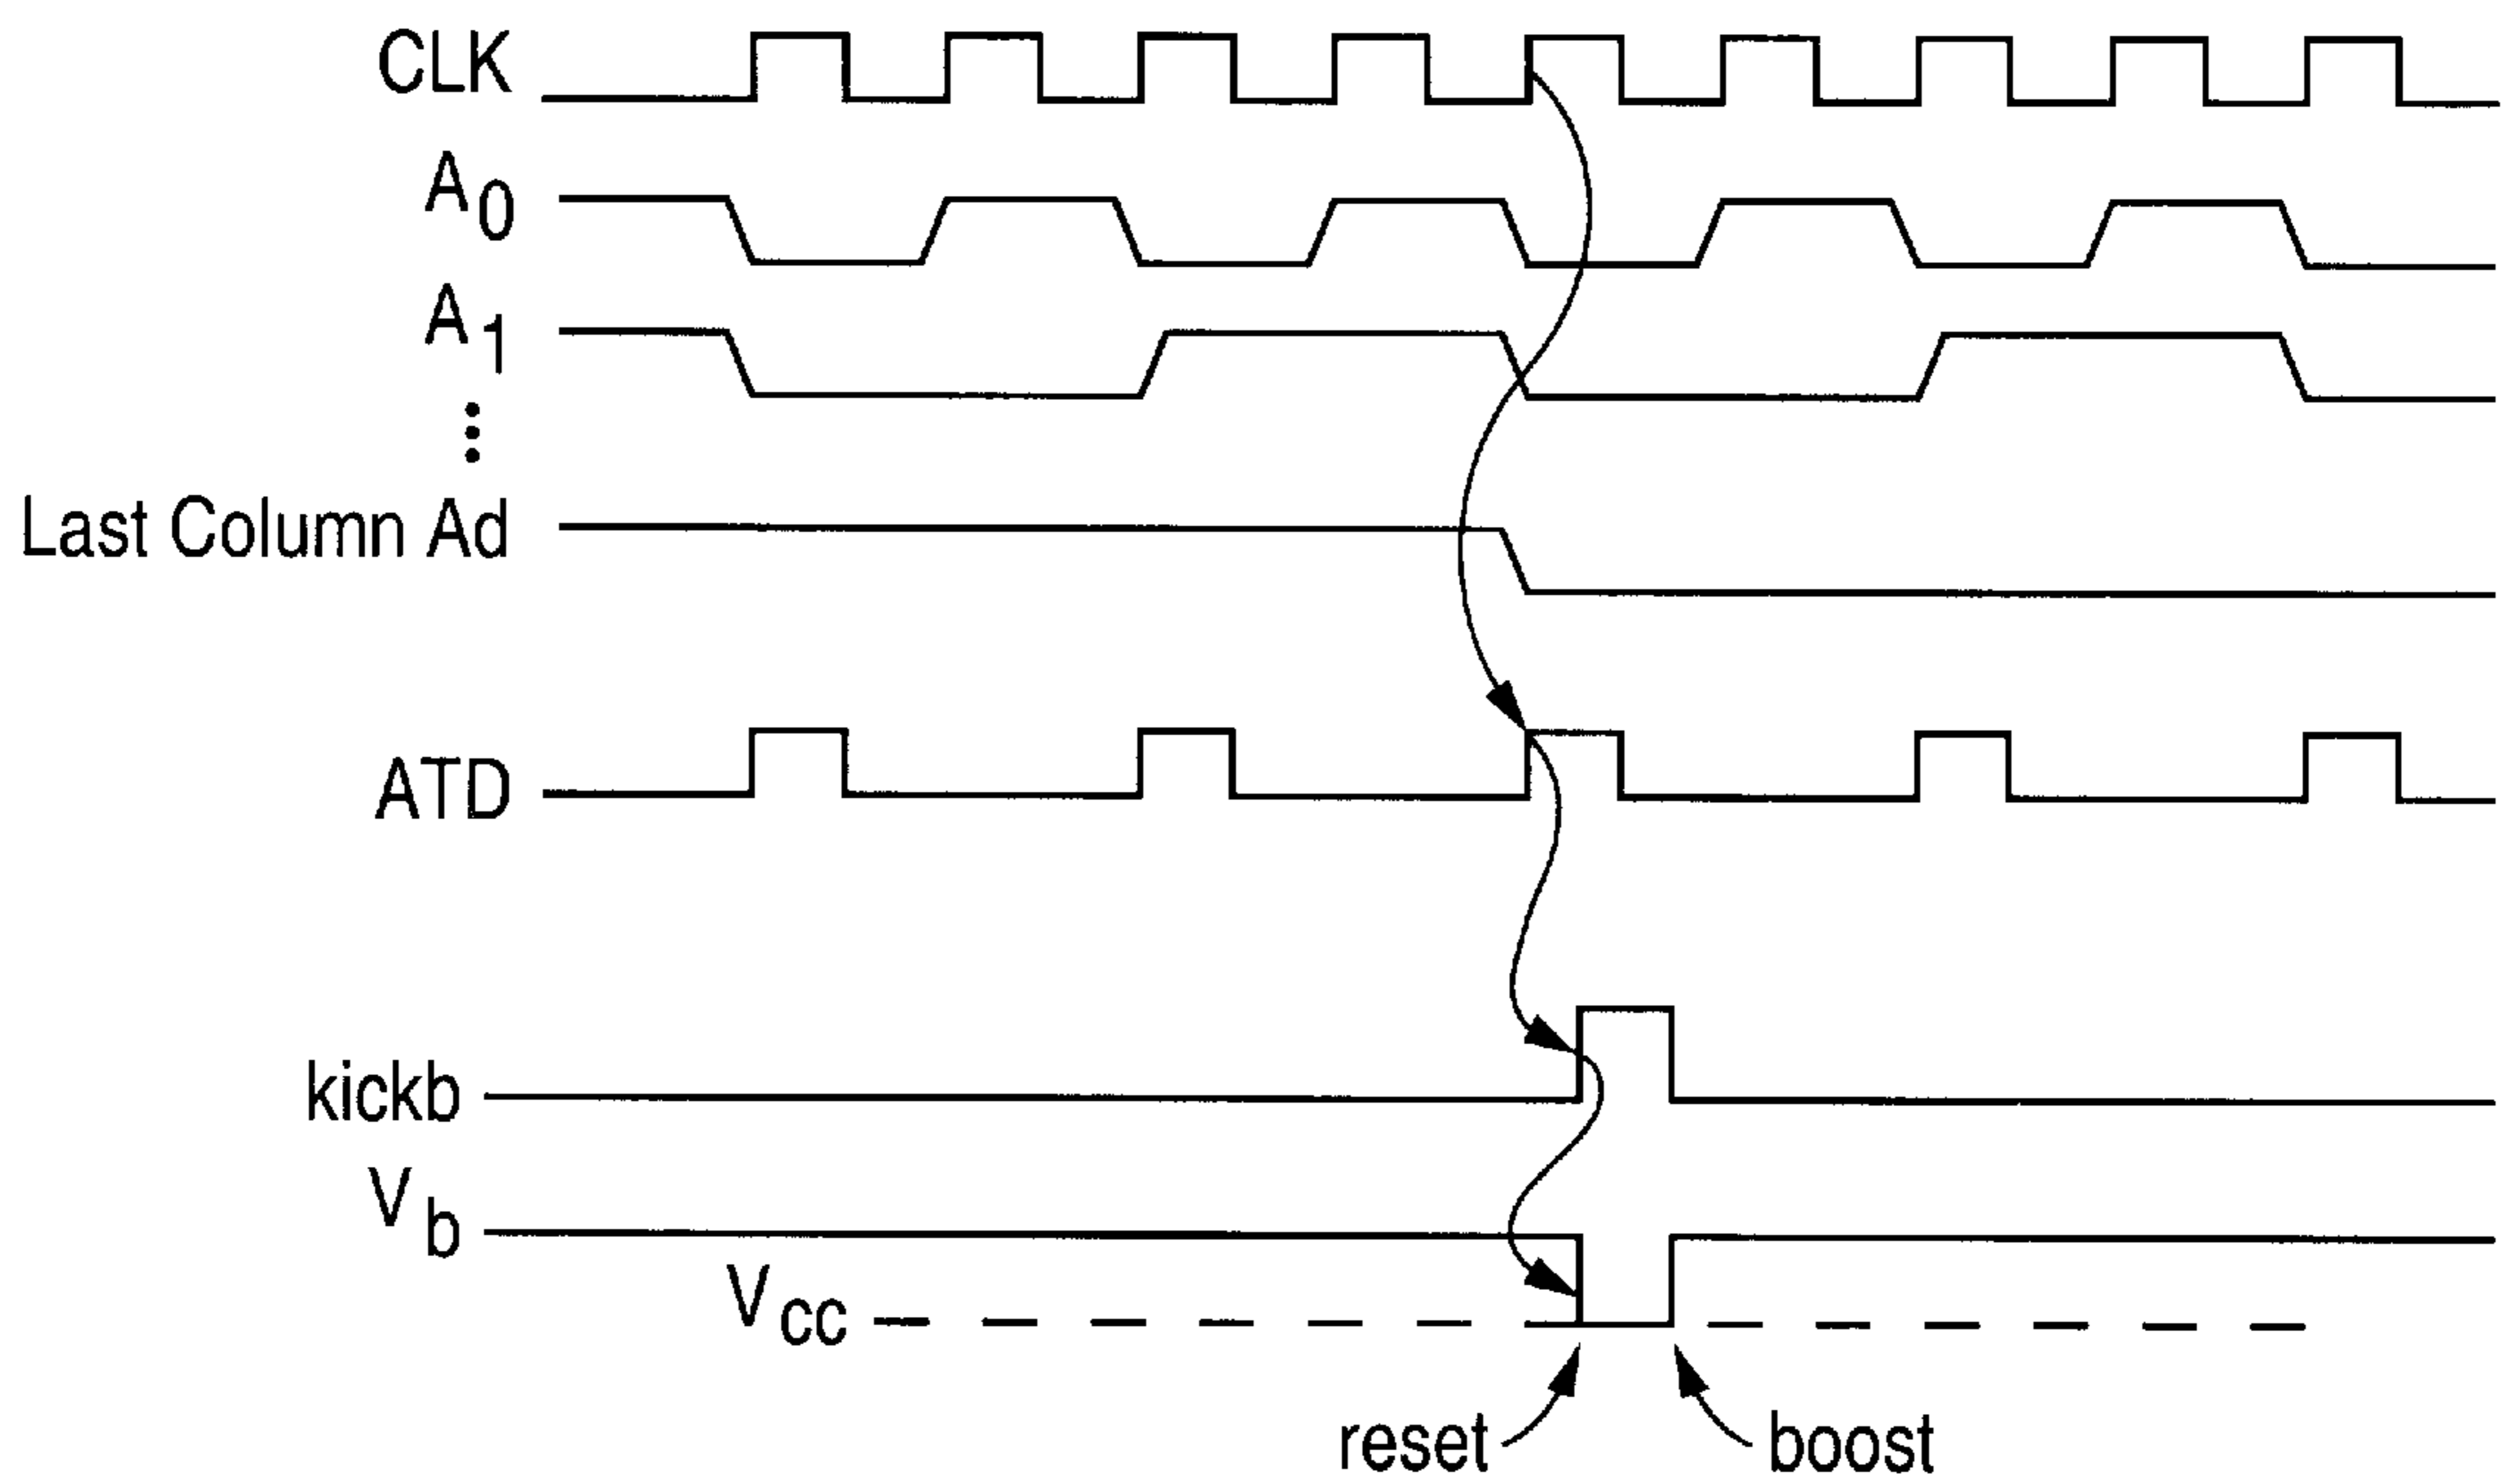 CLK
A0
A1
Last Column Ad
ATD
kickb
Vb
Vcc
reset boost